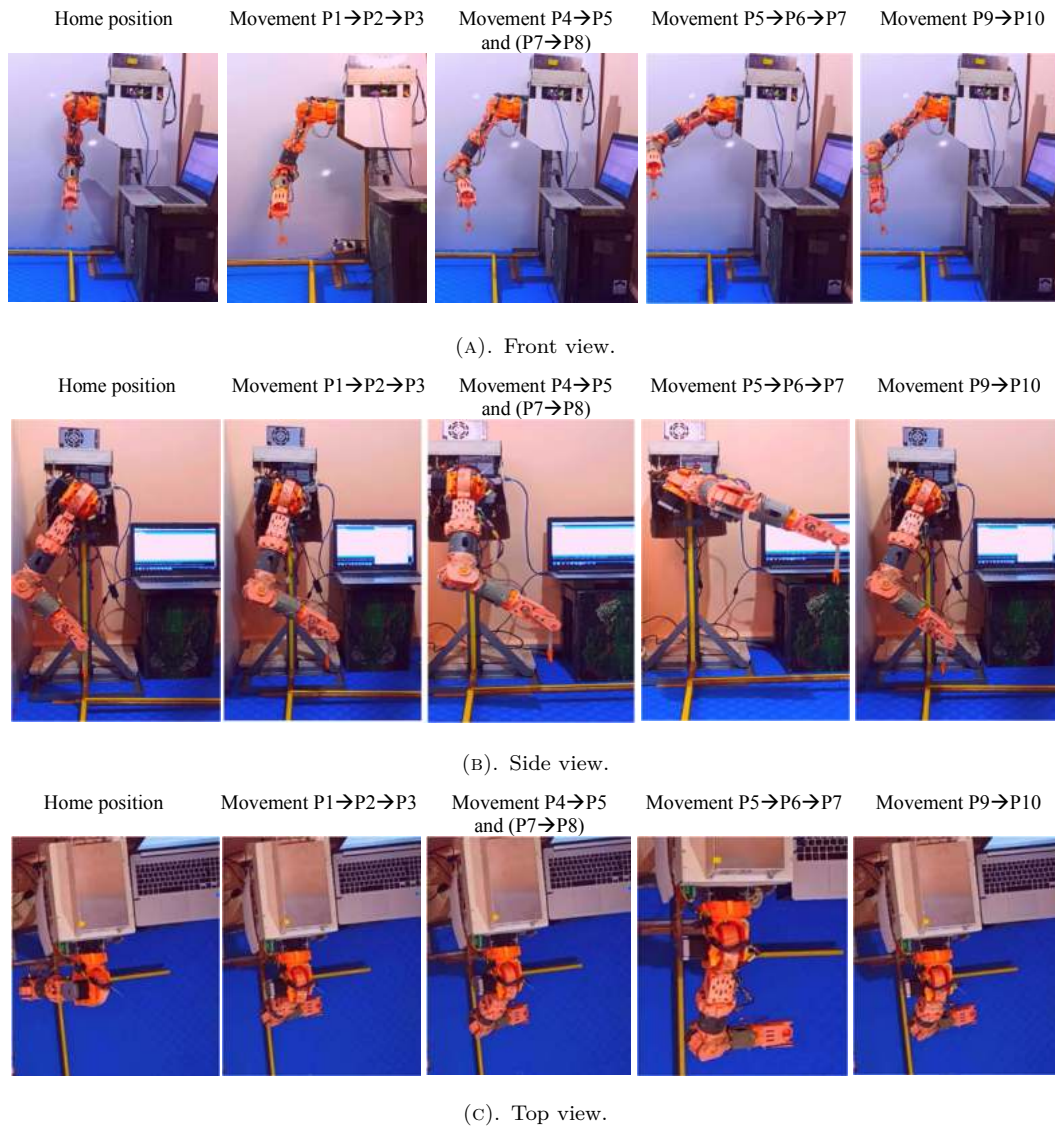 Home position
Movement P1→P2→P3
Movement P4→P5
and (P7→P8)
Movement P5→P6→P7
Movement P9→P10
(A). Front view.
Home position
Movement P1→P2→P3
Movement P4→P5
and (P7→P8)
Movement P5→P6→P7
Movement P9→P10
(B). Side view.
Home position
Movement P1→P2→P3
Movement P4→P5
and (P7→P8)
Movement P5→P6→P7
Movement P9→P10
(C). Top view.